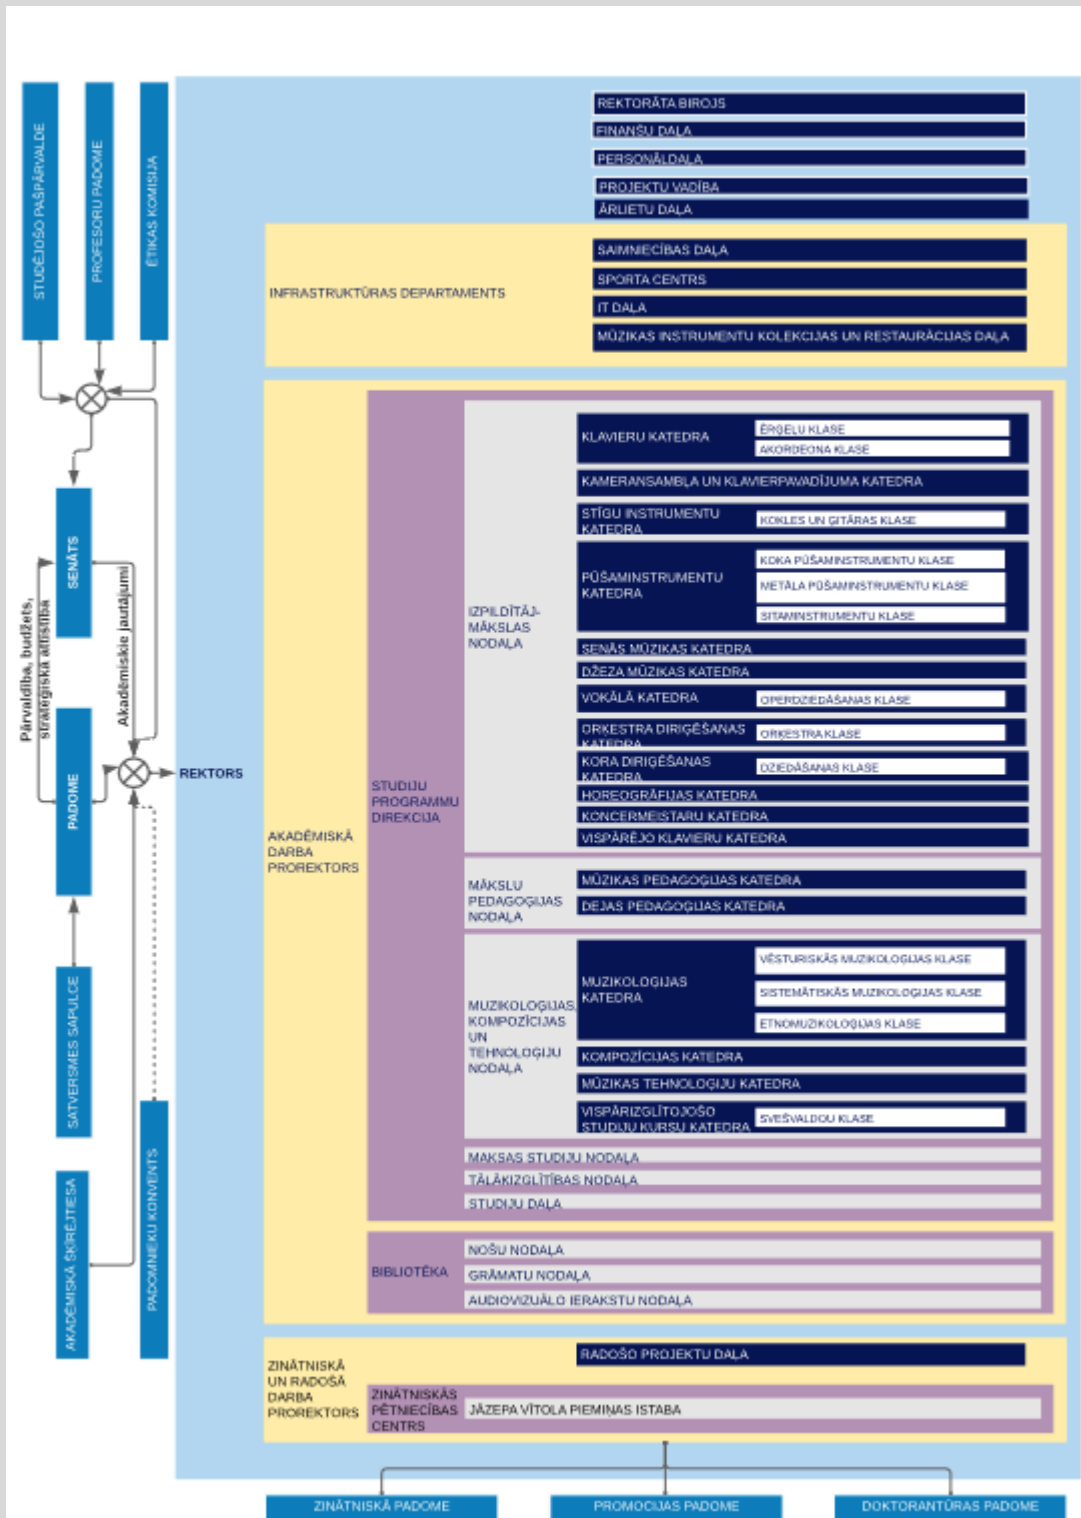 STUDĒJOŠO PAŠPĀRVALDE
PROFESORU PADOME
ĒTIKAS KOMISIJA
SENĀTS
Pārvaldība, budžets,
stratēģiskā attīstība
Akadēmiskie jautājumi
PADOME
SATVERSMES SAPULCE
AKADĒMISKĀ ŠĶĪRĒJTIESA
PADOMNIEKU KONVENTS
REKTORS
REKTORĀTA BIROJS
FINANŠU DAĻA
PERSONĀLDAĻA
PROJEKTU VADĪBA
ĀRLIETU DAĻA
INFRASTRUKTŪRAS DEPARTAMENTS
SAIMNIECĪBAS DAĻA
SPORTA CENTRS
IT DAĻA
MŪZIKAS INSTRUMENTU KOLEKCIJAS UN RESTAURĀCIJAS DAĻA
AKADĒMISKĀ
DARBA
PROREKTORS
STUDIJU
PROGRAMMU
DIREKCIJA
IZPILDĪTĀJ-
MĀKSLAS
NODAĻA
KLAVIERU KATEDRA
ĒRĢEĻU KLASE
AKORDEONA KLASE
KAMERANSAMBĻA UN KLAVIERPAVADĪJUMA KATEDRA
STĪGU INSTRUMENTU
KATEDRA
KOKLES UN ĢITĀRAS KLASE
PŪŠAMINSTRUMENTU
KATEDRA
KOKA PŪŠAMINSTRUMENTU KLASE
METĀLA PŪŠAMINSTRUMENTU KLASE
SITAMINSTRUMENTU KLASE
SENĀS MŪZIKAS KATEDRA
DŽEZA MŪZIKAS KATEDRA
VOKĀLĀ KATEDRA
OPERDZIEDĀŠANAS KLASE
ORĶESTRA DIRIĢĒŠANAS
KATEDRA
ORĶESTRA KLASE
KORA DIRIĢĒŠANAS
KATEDRA
DZIEDĀŠANAS KLASE
HOREOGRĀFIJAS KATEDRA
KONCERMEISTARU KATEDRA
VISPĀRĒJO KLAVIERU KATEDRA
MĀKSLU
PEDAGOĢIJAS
NODAĻA
MŪZIKAS PEDAGOĢIJAS KATEDRA
DEJAS PEDAGOĢIJAS KATEDRA
MUZIKOLOĢIJAS,
KOMPOZĪCIJAS
UN
TEHNOLOĢIJU
NODAĻA
MUZIKOLOĢIJAS
KATEDRA
VĒSTURISKĀS MUZIKOLOĢIJAS KLASE
SISTEMĀTISKĀS MUZIKOLOĢIJAS KLASE
ETNOMUZIKOLOĢIJAS KLASE
KOMPOZĪCIJAS KATEDRA
MŪZIKAS TEHNOLOĢIJU KATEDRA
VISPĀRIZGLĪTOJOŠO
STUDIJU KURSU KATEDRA
SVEŠVALODU KLASE
MAKSAS STUDIJU NODAĻA
TĀLĀKIZGLĪTĪBAS NODAĻA
STUDIJU DAĻA
BIBLIOTĒKA
NOŠU NODAĻA
GRĀMATU NODAĻA
AUDIOVIZUĀLO IERAKSTU NODAĻA
ZINĀTNISKĀ
UN RADOŠĀ
DARBA
PROREKTORS
RADOŠO PROJEKTU DAĻA
ZINĀTNISKĀS
PĒTNIECĪBAS
CENTRS
JĀZEPA VĪTOLA PIEMIŅAS ISTABA
ZINĀTNISKĀ PADOME
PROMOCIJAS PADOME
DOKTORANTŪRAS PADOME